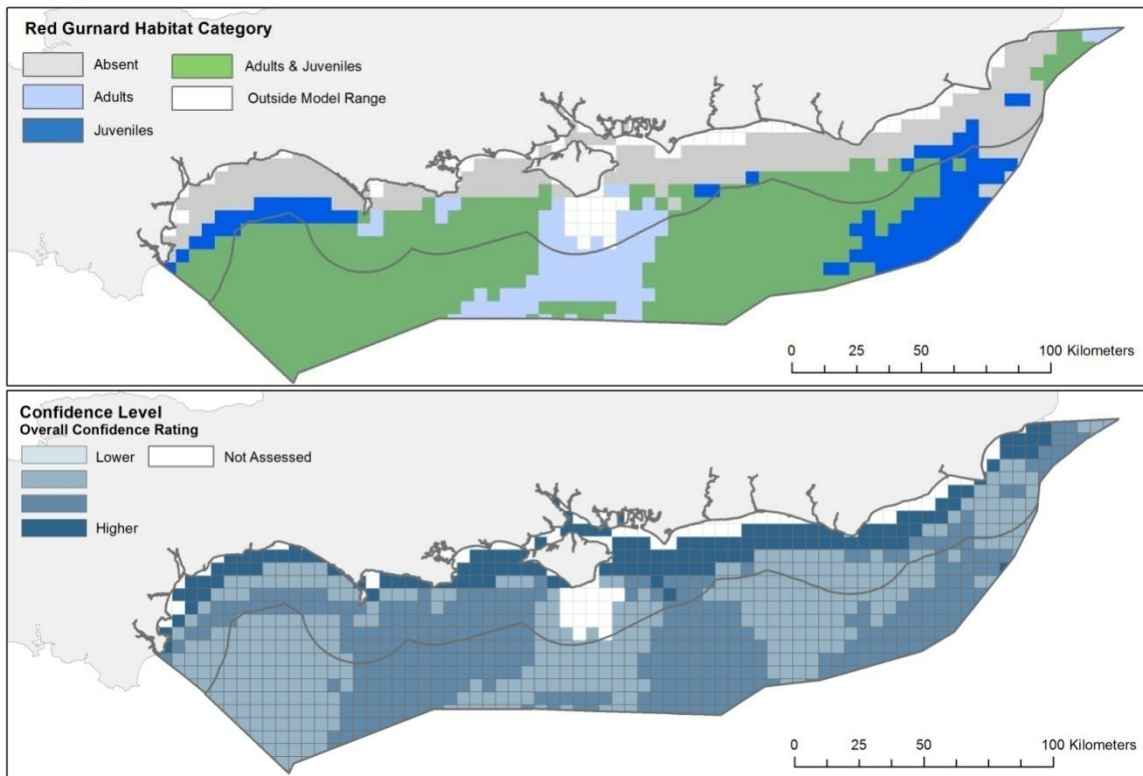 Red Gurnard Habitat Category
Absent
Adults & Juveniles
Adults
Outside Model Range
Juveniles
0 25 50 100 Kilometers
Confidence Level
Overall Confidence Rating
Lower
Not Assessed
Higher
0 25 50 100 Kilometers